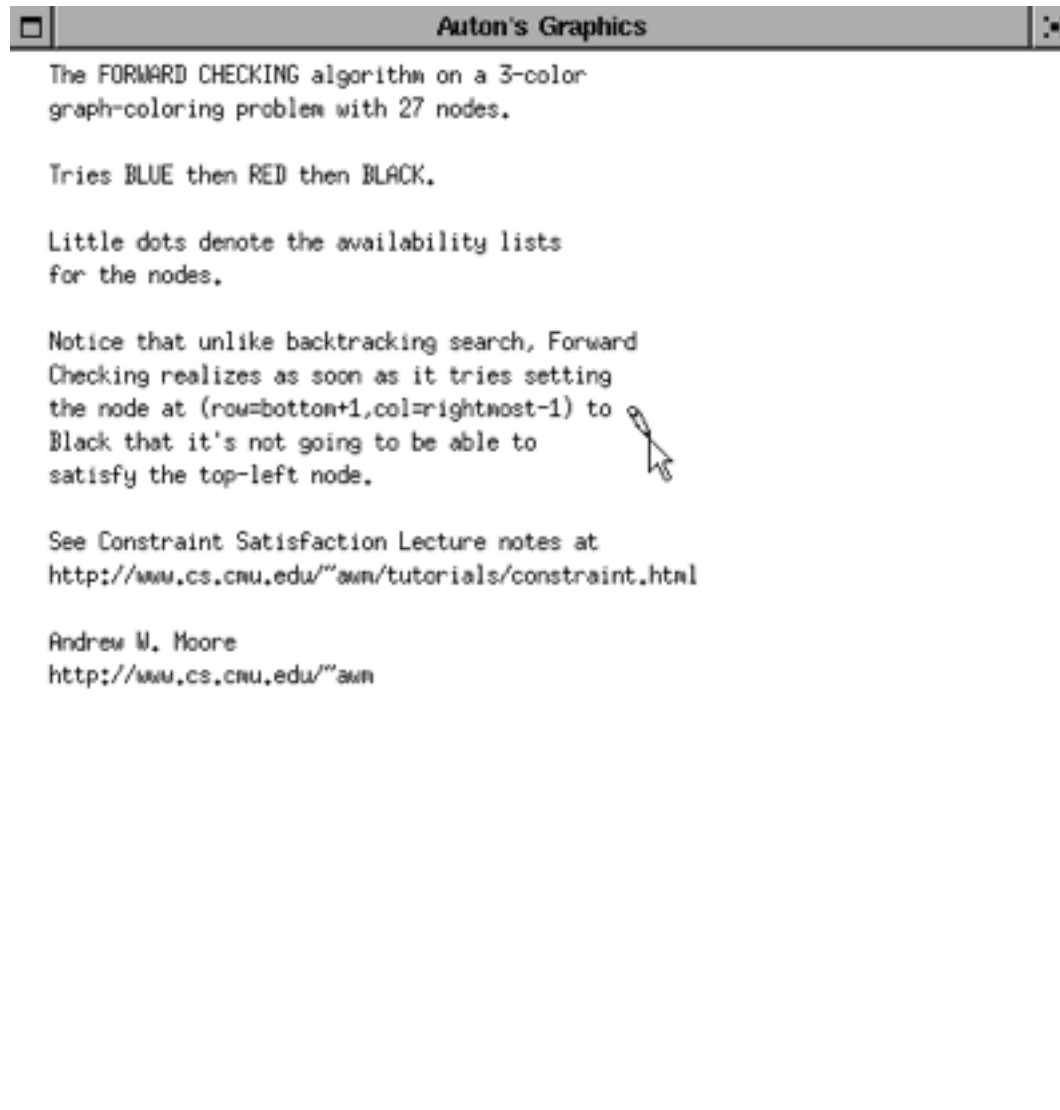 Auton's Graphics
The FORWARD CHECKING algorithm on a 3-color
graph-coloring problem with 27 nodes.
Tries BLUE then RED then BLACK.
Little dots denote the availability lists
for the nodes.
Notice that unlike backtracking search, Forward
Checking realizes as soon as it tries setting
the node at (row=bottom+1,col=rightmost-1) to
Black that it's not going to be able to
satisfy the top-left node.
See Constraint Satisfaction Lecture notes at
http://www.cs.cmu.edu/~awm/tutorials/constraint.html
Andrew W. Moore
http://www.cs.cmu.edu/~awm